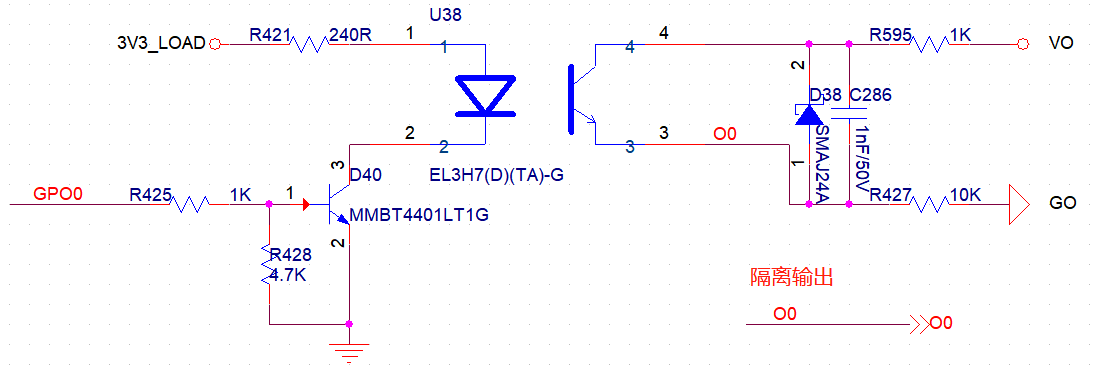 U38
3V3_LOAD
R421
240R
1
1
4
4
R595
1K
VO
2
D38
C286
SMAJ24A
1nF/50V
1
2
2
3
3
O0
EL3H7(D)(TA)-G
3
D40
GPO0
R425
1K
1
MMBT4401LT1G
2
R427
10K
GO
R428
4.7K
隔离输出
O0
O0